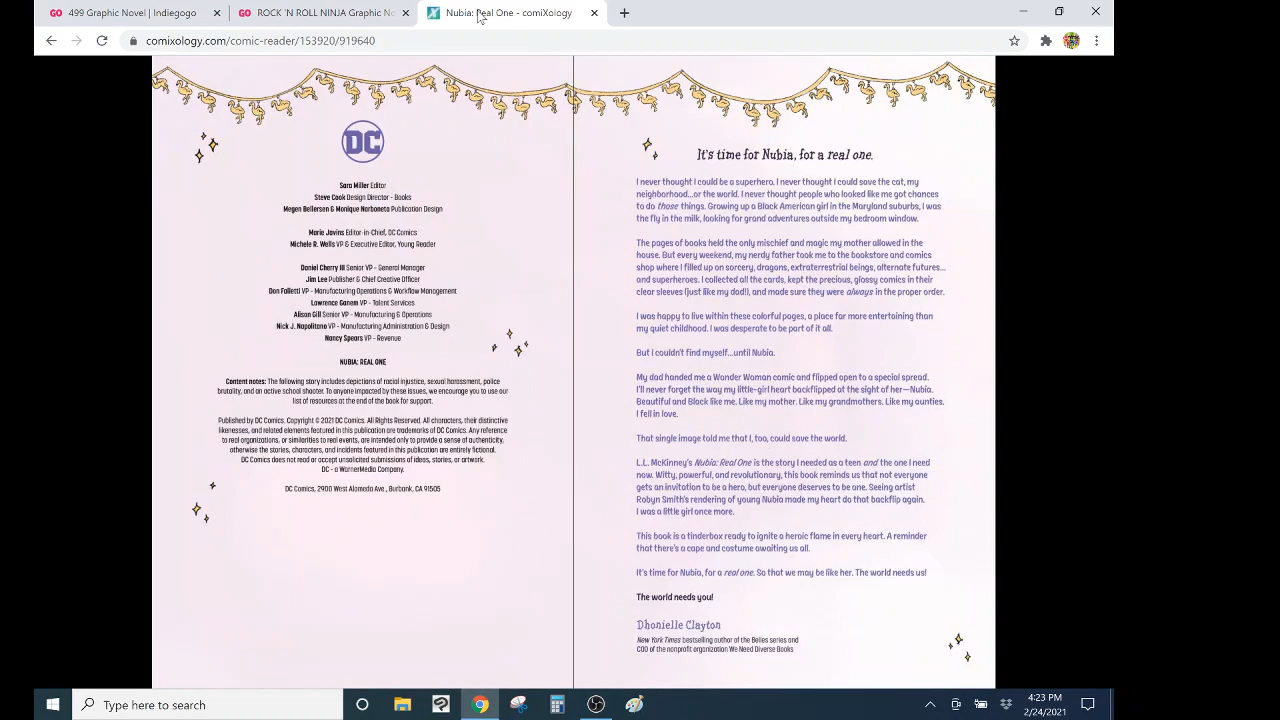 499 Graphic Novel | Indiegogo
ROCK 'N ROLL NINJA GRAPHIC N
Nubia: Real One - comiXology
comixology.com/comic-reader/153920/919640
DC
Sara Miller Editor
Steve Cook Design Director – Books
Megen Bellersen & Monique Narboneta Publication Design
Marie Javins Editor-in-Chief, DC Comics
Michele R. Wells VP & Executive Editor, Young Reader
Daniel Cherry III Senior VP – General Manager
Jim Lee Publisher & Chief Creative Officer
Don Falletti VP – Manufacturing Operations & Workflow Management
Lawrence Ganem VP – Talent Services
Alison Gill Senior VP – Manufacturing & Operations
Nick J. Napolitano VP – Manufacturing Administration & Design
Nancy Spears VP – Revenue
NUBIA: REAL ONE
Content notes: The following story includes depictions of racial injustice, sexual harassment, police
brutality, and an active school shooter. To anyone impacted by these issues, we encourage you to use our
list of resources at the end of the book for support.
Published by DC Comics. Copyright © 2021 DC Comics. All Rights Reserved. All characters, their distinctive
likenesses, and related elements featured in this publication are trademarks of DC Comics. Any reference
to real organizations, or similarities to real events, are intended only to provide a sense of authenticity,
otherwise the stories, characters, and incidents featured in this publication are entirely fictional.
DC Comics does not read or accept unsolicited submissions of ideas, stories, or artwork.
DC – a WarnerMedia Company.
DC Comics, 2900 West Alameda Ave., Burbank, CA 91505
It's time for Nubia, for a real one.
I never thought I could be a superhero. I never thought I could save the cat, my
neighborhood...or the world. I never thought people who looked like me got chances
to do those things. Growing up a Black American girl in the Maryland suburbs, I was
the fly in the milk, looking for grand adventures outside my bedroom window.
The pages of books held the only mischief and magic my mother allowed in the
house. But every weekend, my nerdy father took me to the bookstore and comics
shop where I filled up on sorcery, dragons, extraterrestrial beings, alternate futures...
and superheroes. I collected all the cards, kept the precious, glossy comics in their
clear sleeves (just like my dad!), and made sure they were always in the proper order.
I was happy to live within these colorful pages, a place far more entertaining than
my quiet childhood. I was desperate to be part of it all.
But I couldn't find myself...until Nubia.
My dad handed me a Wonder Woman comic and flipped open to a special spread.
I'll never forget the way my little-girl heart backflipped at the sight of her—Nubia.
Beautiful and Black like me. Like my mother. Like my grandmothers. Like my aunties.
I fell in love.
That single image told me that I, too, could save the world.
L.L. McKinney's Nubia: Real One is the story I needed as a teen and the one I need
now. Witty, powerful, and revolutionary, this book reminds us that not everyone
gets an invitation to be a hero, but everyone deserves to be one. Seeing artist
Robyn Smith's rendering of young Nubia made my heart do that backflip again.
I was a little girl once more.
This book is a tinderbox ready to ignite a heroic flame in every heart. A reminder
that there's a cape and costume awaiting us all.
It's time for Nubia, for a real one. So that we may be like her. The world needs us!
The world needs you!
Dhonielle Clayton
New York Times bestselling author of the Belles series and
COO of the nonprofit organization We Need Diverse Books
Type here to search
4:23 PM
2/24/2021